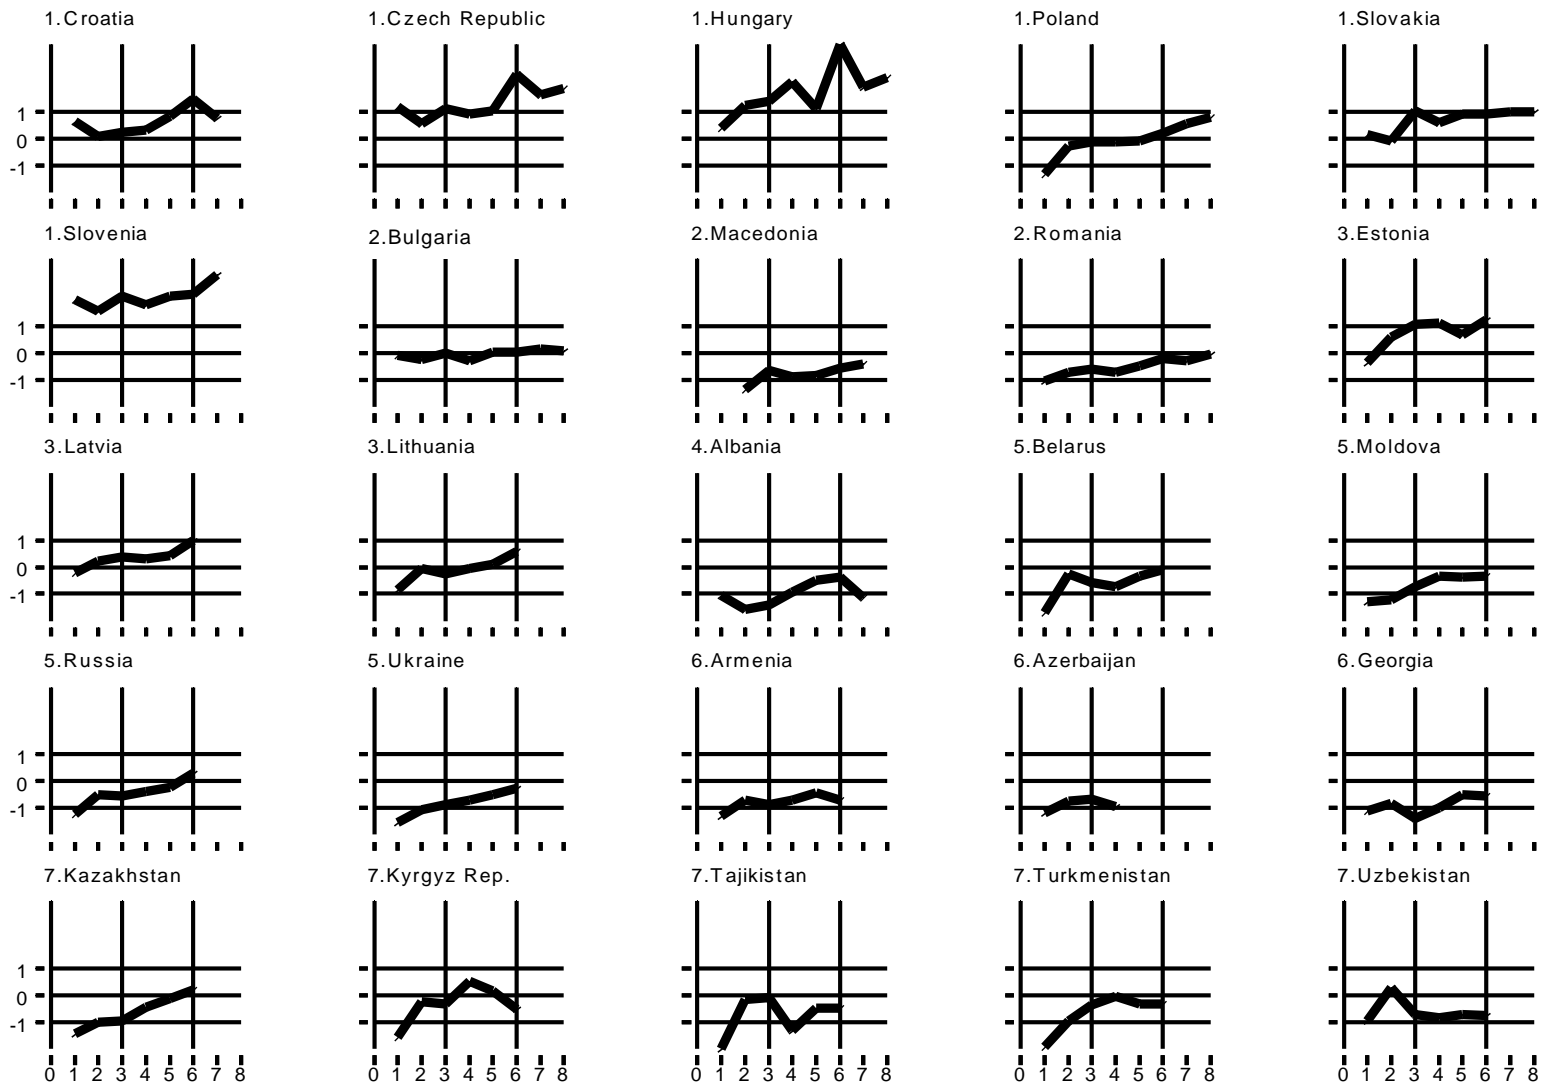 1.Croatia 1.Czech Republic 1.Hungary 1.Poland 1.Slovakia
1
0
-1
1.Slovenia 2.Bulgaria 2.Macedonia 2.Romania 3.Estonia
1
0
-1
3.Latvia 3.Lithuania 4.Albania 5.Belarus 5.Moldova
1
0
-1
5.Russia 5.Ukraine 6.Armenia 6.Azerbaijan 6.Georgia
1
0
-1
7.Kazakhstan 7.Kyrgyz Rep. 7.Tajikistan 7.Turkmenistan 7.Uzbekistan
1
0
-1
0 1 2 3 4 5 6 7 8 0 1 2 3 4 5 6 7 8 0 1 2 3 4 5 6 7 8 0 1 2 3 4 5 6 7 8 0 1 2 3 4 5 6 7 8